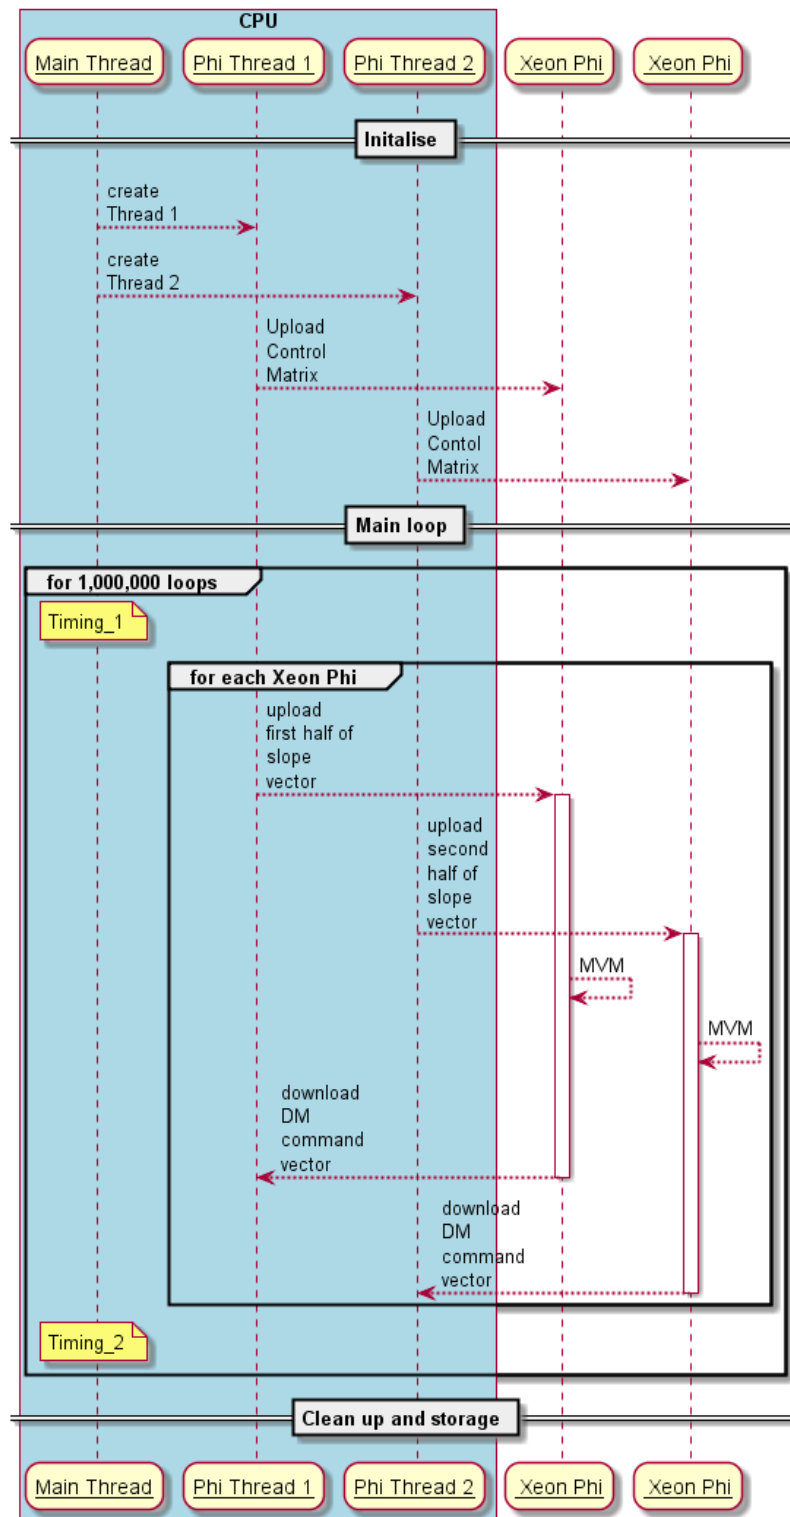 CPU
Main Thread
Phi Thread 1
Phi Thread 2
Xeon Phi
Xeon Phi
Initalise
create
Thread 1
create
Thread 2
Upload
Control
Matrix
Upload
Contol
Matrix
Main loop
for 1,000,000 loops
Timing_1
for each Xeon Phi
upload
first half of
slope
vector
upload
second
half of
slope
vector
MVM
MVM
download
DM
command
vector
download
DM
command
vector
Timing_2
Clean up and storage
Main Thread
Phi Thread 1
Phi Thread 2
Xeon Phi
Xeon Phi